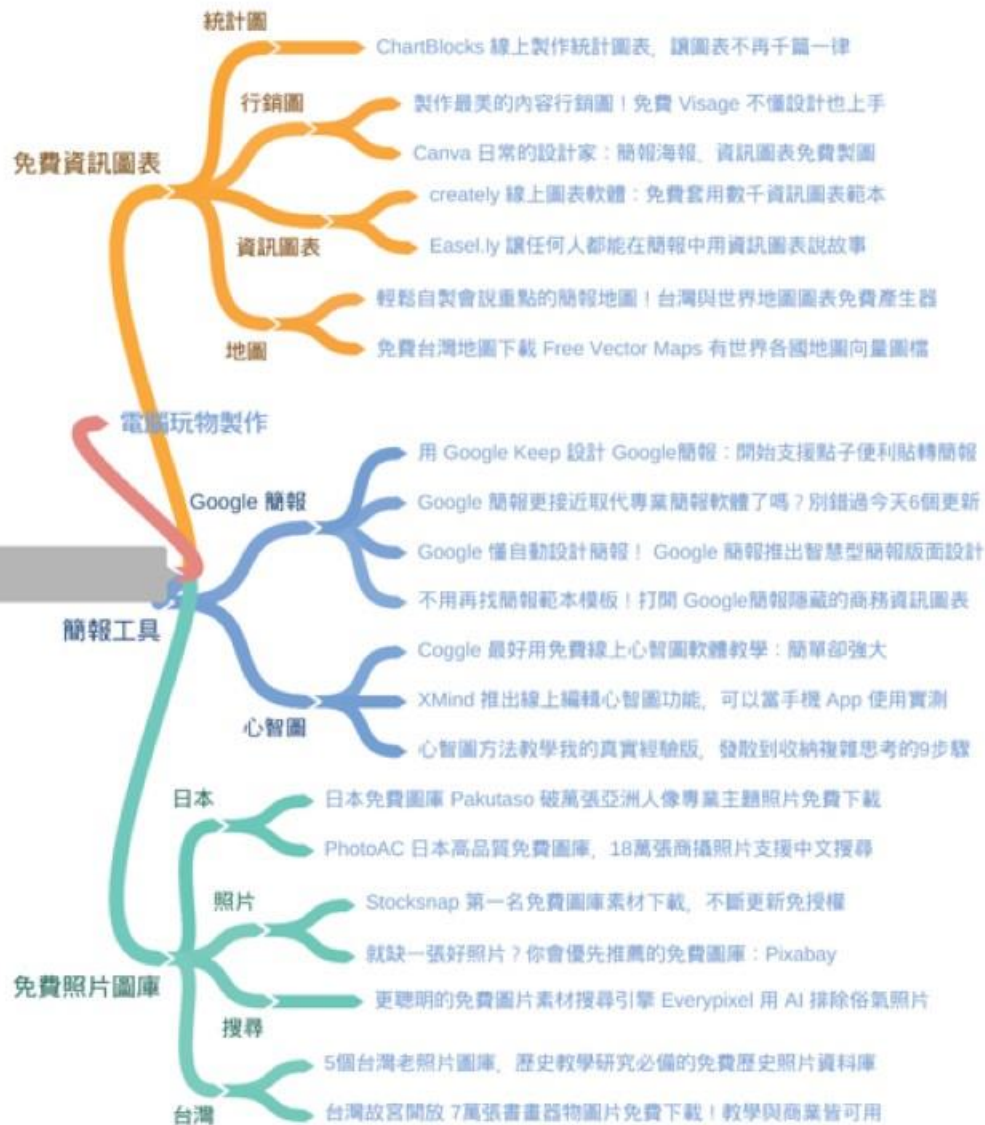 統計圖
ChartBlocks 線上製作統計圖表，讓圖表不再千篇一律
行銷圖
製作最美的內容行銷圖！免費 Visage 不懂設計也上手
Canva 日常的設計家：簡報海報、資訊圖表免費製圖
免費資訊圖表
creately 線上圖表軟體：免費套用數千資訊圖表範本
資訊圖表
Easel.ly 讓任何人都能在簡報中用資訊圖表說故事
輕鬆自製會說重點的簡報地圖！台灣與世界地圖圖表免費產生器
地圖
免費台灣地圖下載 Free Vector Maps 有世界各國地圖向量圖檔
電腦玩物製作
用 Google Keep 設計 Google簡報：開始支援點子便利貼轉簡報
Google 簡報
Google 簡報更接近取代專業簡報軟體了嗎？別錯過今天6個更新
Google 懂自動設計簡報！ Google 簡報推出智慧型簡報版面設計
不用再找簡報範本模板！打開 Google簡報隱藏的商務資訊圖表
簡報工具
Coggle 最好用免費線上心智圖軟體教學：簡單卻強大
XMind 推出線上編輯心智圖功能，可以當手機 App 使用實測
心智圖
心智圖方法教學我的真實經驗版，發散到收納複雜思考的9步驟
日本
日本免費圖庫 Pakutaso 破萬張亞洲人像專業主題照片免費下載
PhotoAC 日本高品質免費圖庫，18萬張商攝照片支援中文搜尋
照片
Stocksnap 第一名免費圖庫素材下載，不斷更新免授權
就缺一張好照片？你會優先推薦的免費圖庫：Pixabay
免費照片圖庫
更聰明的免費圖片素材搜尋引擎 Everypixel 用 AI 排除俗氣照片
搜尋
5個台灣老照片圖庫，歷史教學研究必備的免費歷史照片資料庫
台灣
台灣故宮開放 7萬張書畫器物圖片免費下載！教學與商業皆可用